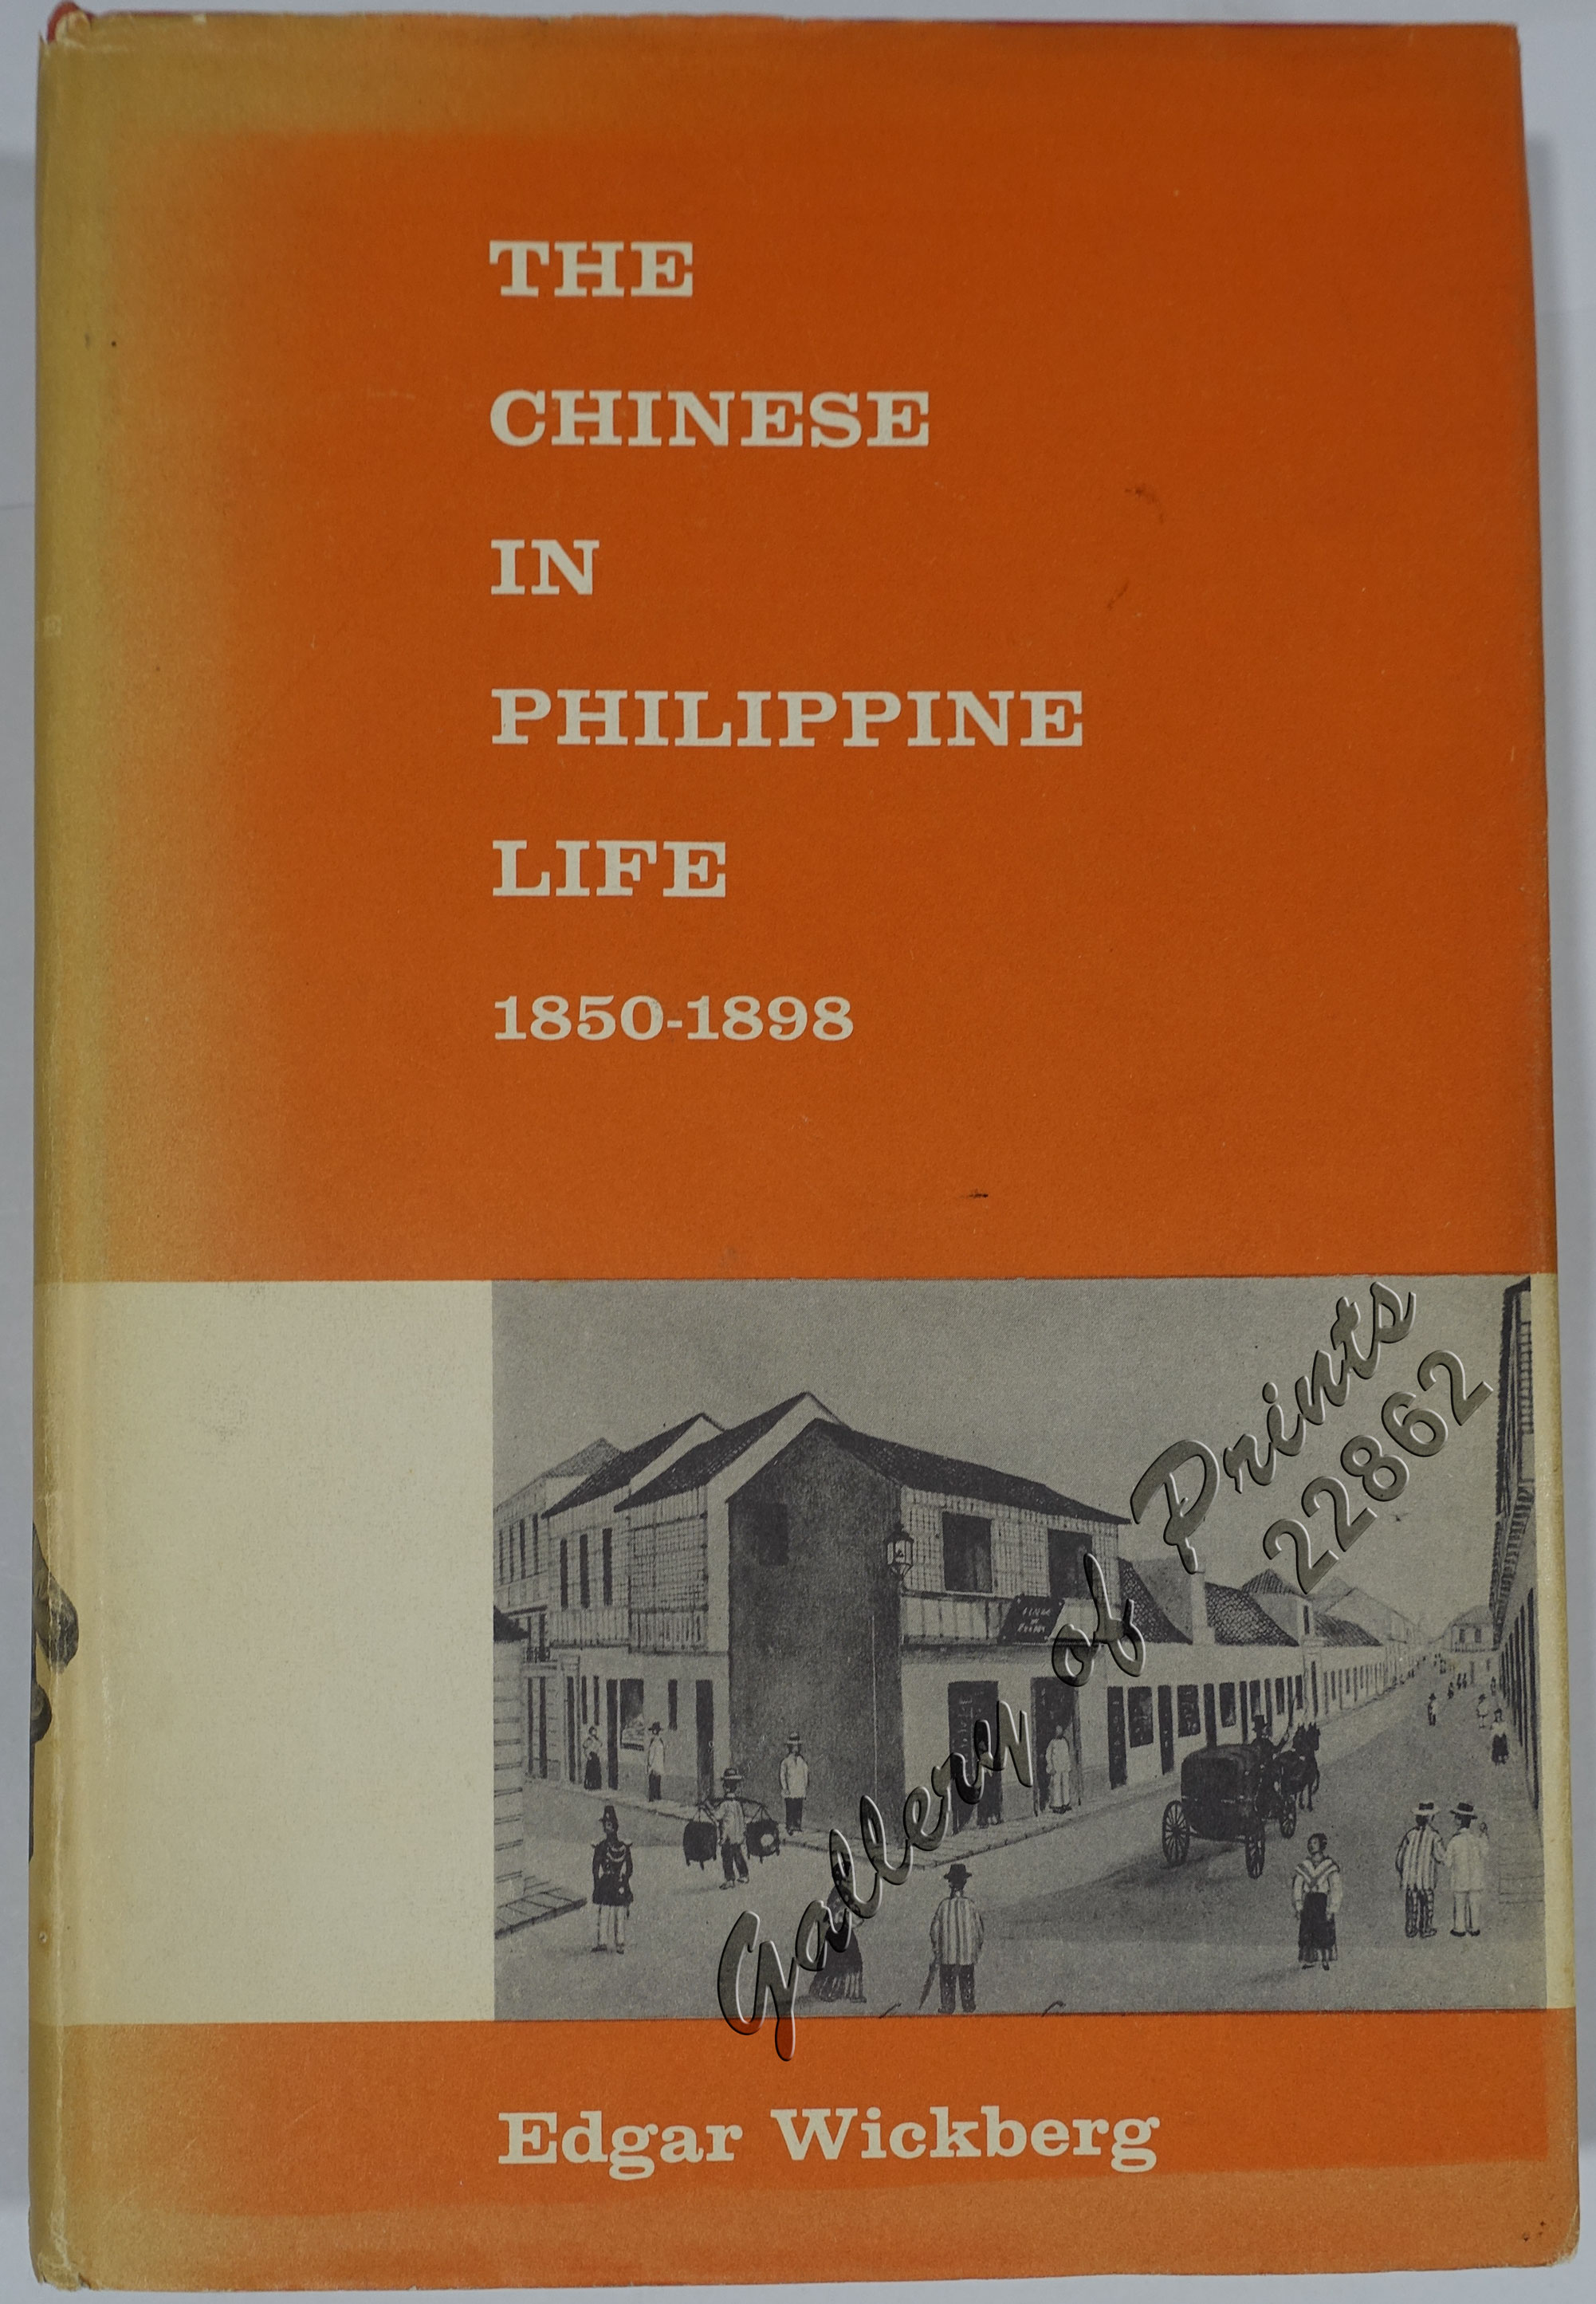 THE
CHINESE
IN
PHILIPPINE
LIFE
1850-1898
Gallery of Prints
22862
Edgar Wickberg